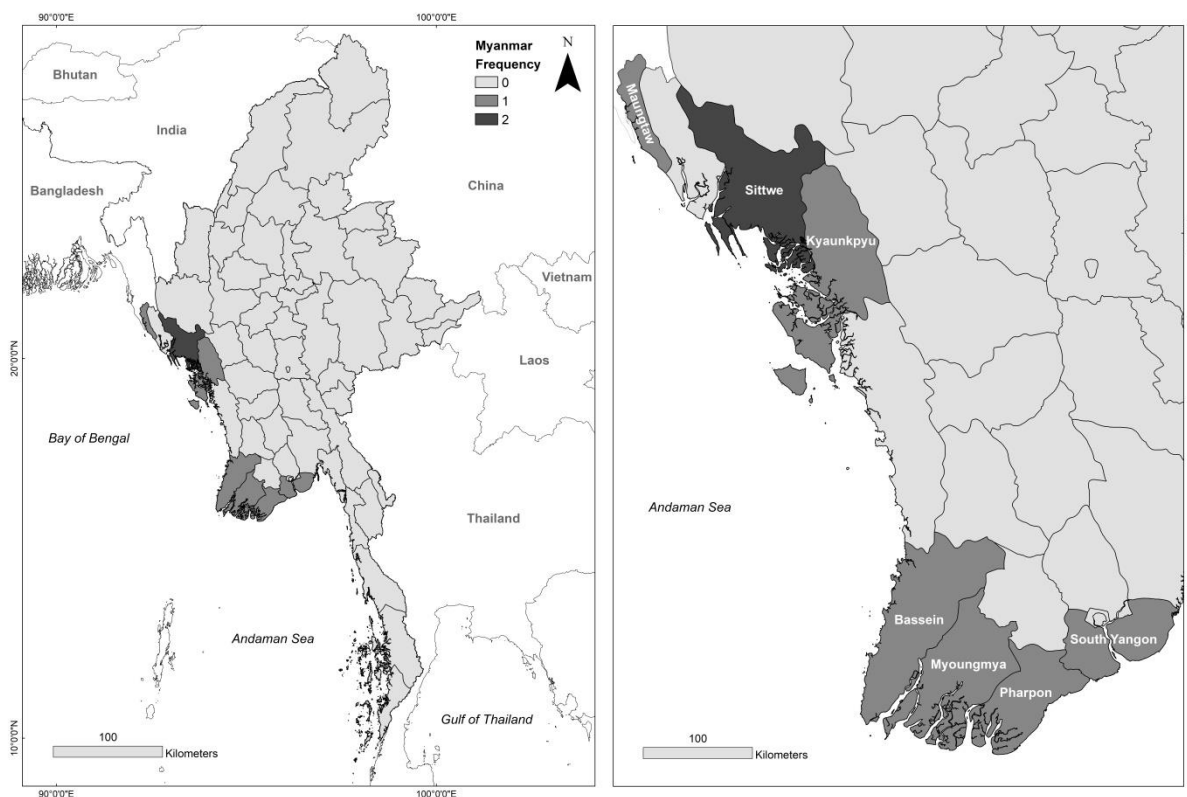 90°0'0"E
100°0'0"E
Myanmar
Frequency
0
1
2
N
Bhutan
India
Bangladesh
China
Vietnam
Laos
20°0'0"N
Bay of Bengal
Thailand
Andaman Sea
Gulf of Thailand
10°0'0"N
100
Kilometers
90°0'0"E
100°0'0"E
Maungtaw
Sittwe
Kyaunkpyu
Andaman Sea
Bassein
South Yangon
Myoungmya
Pharpon
100
Kilometers